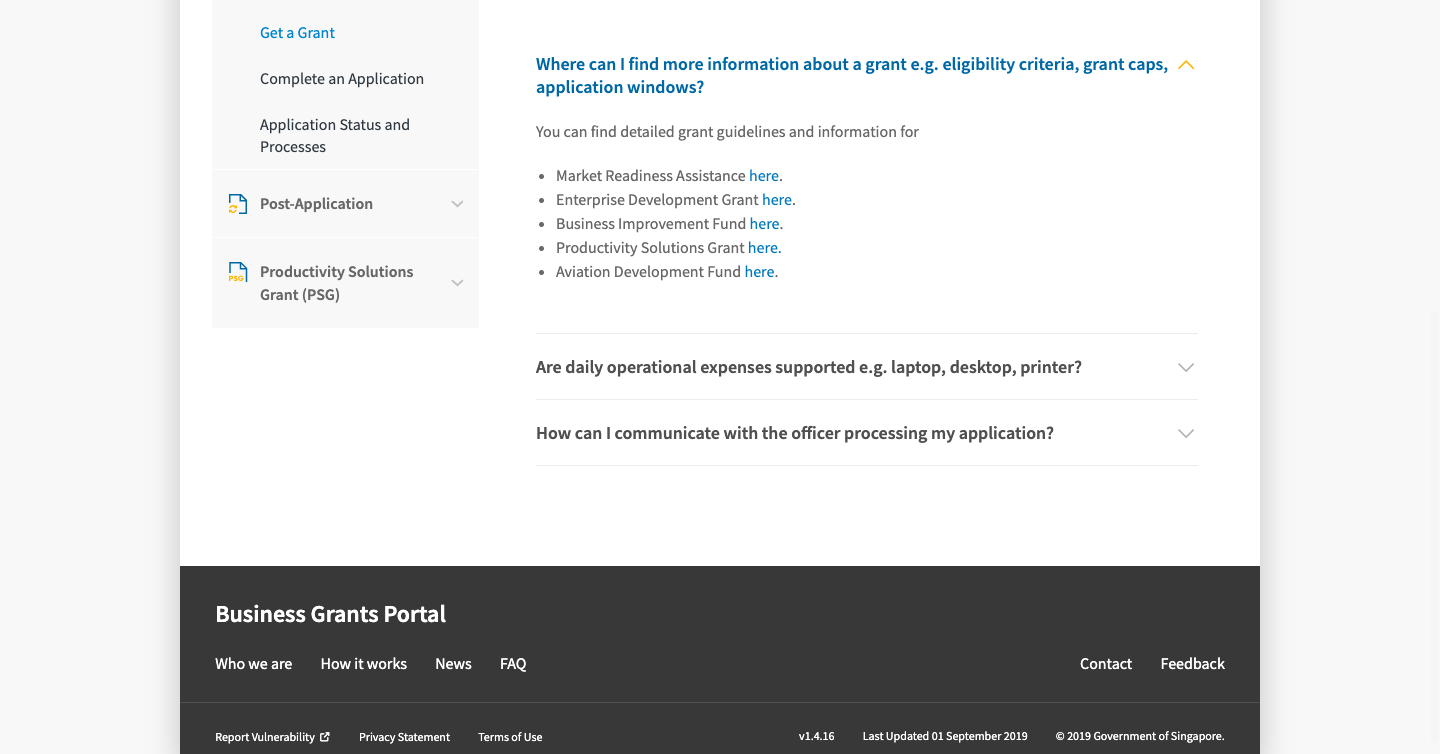 Get a Grant
Complete an Application
Application Status and
Processes
Post-Application
PSG
Productivity Solutions
Grant (PSG)
Where can I find more information about a grant e.g. eligibility criteria, grant caps,
application windows?
You can find detailed grant guidelines and information for
• Market Readiness Assistance here.
• Enterprise Development Grant here.
• Business Improvement Fund here.
• Productivity Solutions Grant here.
• Aviation Development Fund here.
Are daily operational expenses supported e.g. laptop, desktop, printer?
How can I communicate with the officer processing my application?
Business Grants Portal
Who we are How it works News FAQ Contact Feedback
Report Vulnerability Privacy Statement Terms of Use v1.4.16 Last Updated 01 September 2019 © 2019 Government of Singapore.